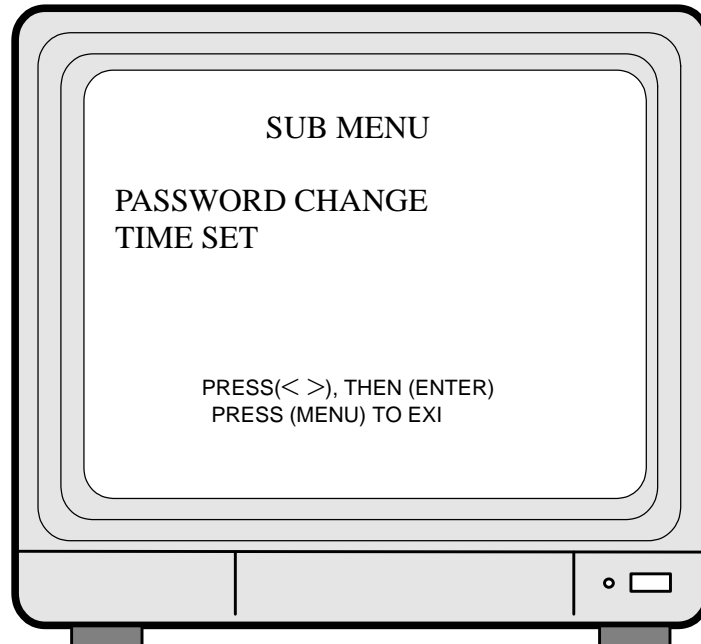 SUB MENU
PASSWORD CHANGE
TIME SET
PRESS(< >), THEN (ENTER)
PRESS (MENU) TO EXI